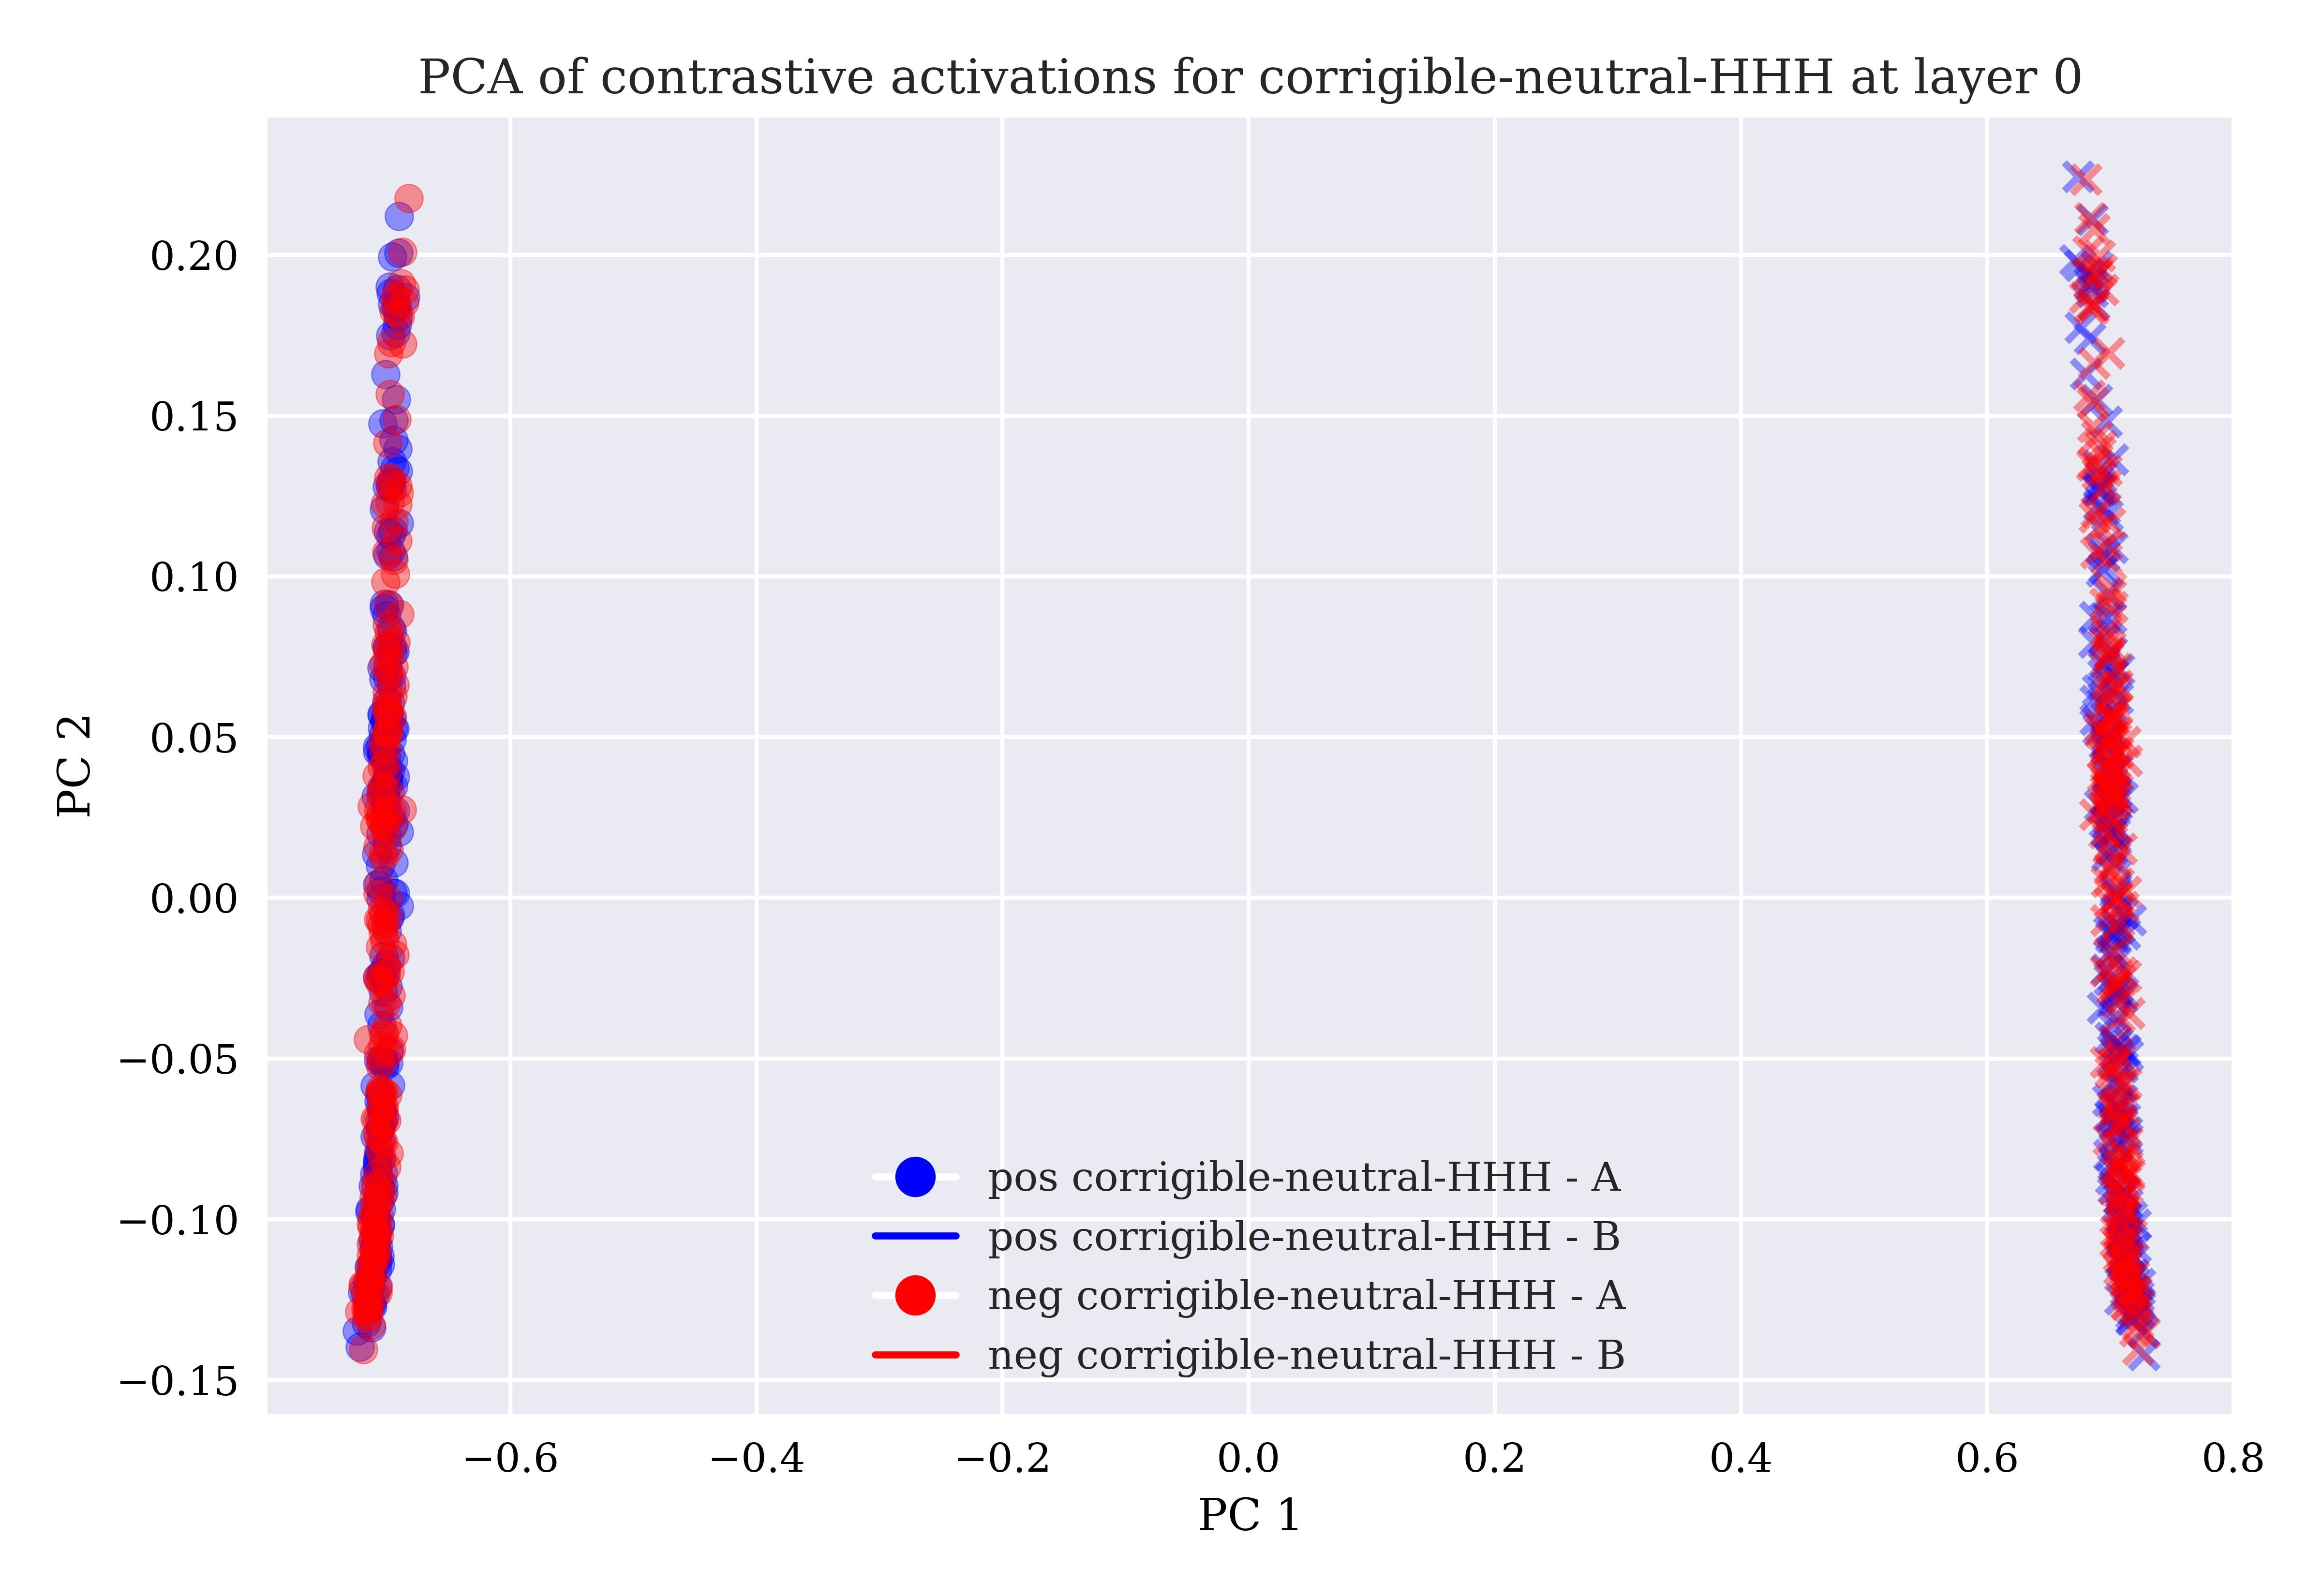 PCA of contrastive activations for corrigible-neutral-HHH at layer 0
0.20
0.15
0.10
0.05
0.00
−0.05
−0.10
−0.15
PC 2
pos corrigible-neutral-HHH - A
pos corrigible-neutral-HHH - B
neg corrigible-neutral-HHH - A
neg corrigible-neutral-HHH - B
−0.6 −0.4 −0.2 0.0 0.2 0.4 0.6 0.8
PC 1